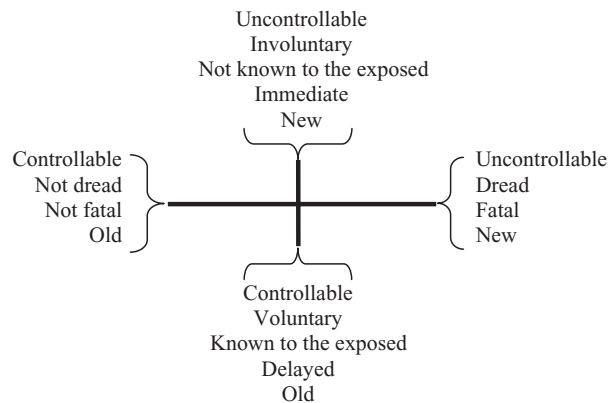 Uncontrollable
Involuntary
Not known to the exposed
Immediate
New
Controllable
Not dread
Not fatal
Old
Uncontrollable
Dread
Fatal
New
Controllable
Voluntary
Known to the exposed
Delayed
Old